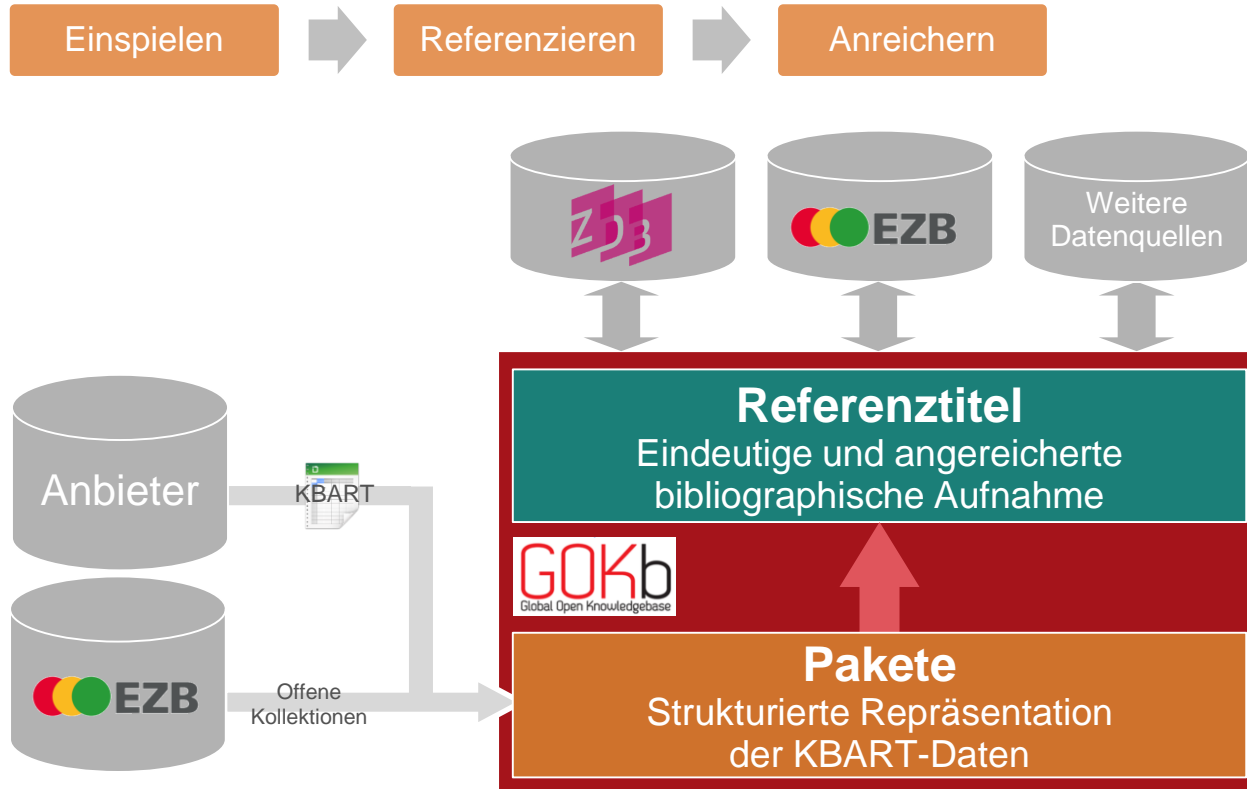 Einspielen
Referenzieren
Anreichern
ZDB
EZB
Weitere
Datenquellen
Referenztitel
Eindeutige und angereicherte
bibliographische Aufnahme
Anbieter
KBART
GOKb
Global Open Knowledgebase
EZB
Offene
Kollektionen
Pakete
Strukturierte Repräsentation
der KBART-Daten